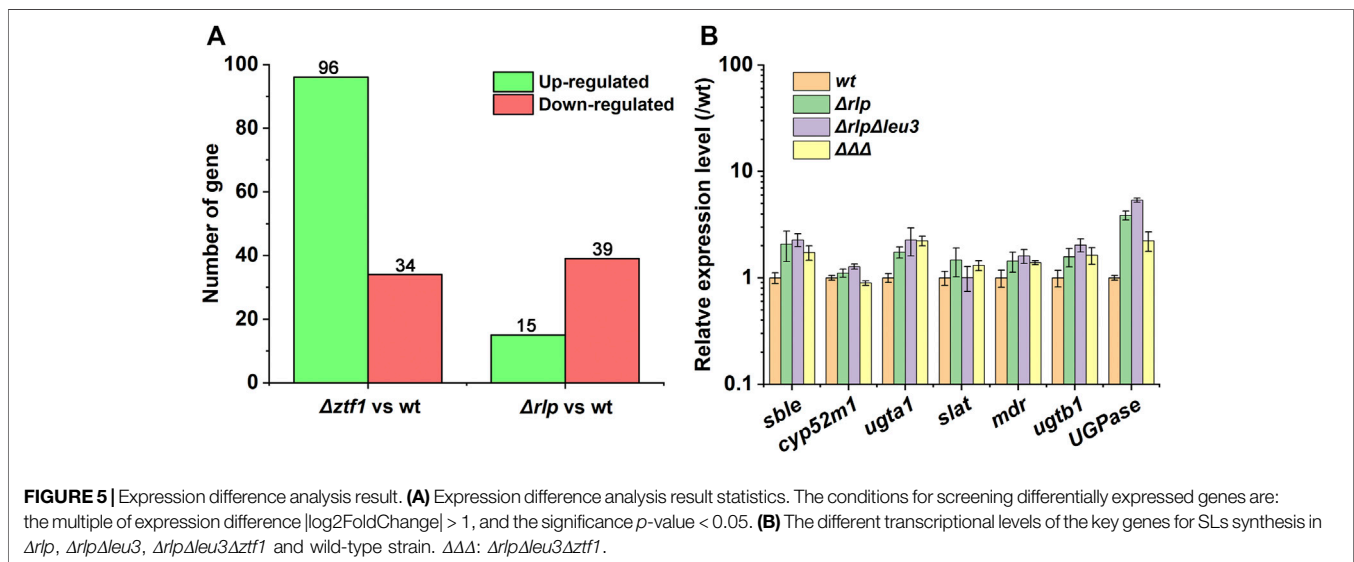 A
100
80
60
40
20
0
Number of gene
96
34
15
39
Up-regulated
Down-regulated
Δztf1 vs wt
Δrlp vs wt
B
100
10
1
0.1
Relatve expression level (/wt)
wt
Δrlp
ΔrlpΔleu3
ΔΔΔ
sble
cyp52m1
ugta1
slat
mdr
ugtb1
UGPase
FIGURE 5 | Expression difference analysis result. (A) Expression difference analysis result statistics. The conditions for screening differentially expressed genes are:
the multiple of expression difference |log2FoldChange| > 1, and the significance p-value < 0.05. (B) The different transcriptional levels of the key genes for SLs synthesis in
Δrlp, ΔrlpΔleu3, ΔrlpΔleu3Δztf1 and wild-type strain. ΔΔΔ: ΔrlpΔleu3Δztf1.